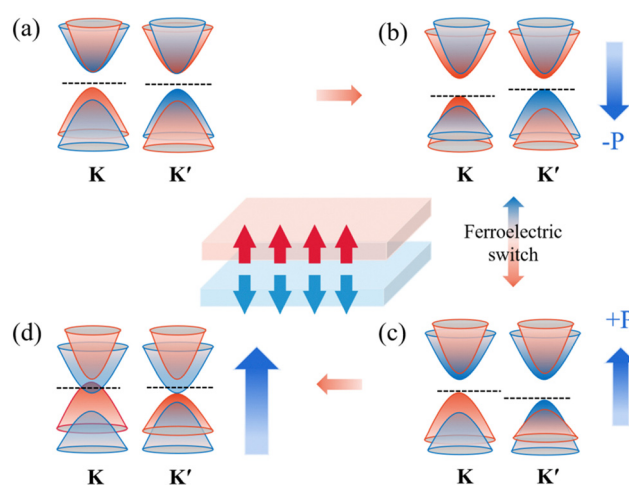 (a)
(b)
K
K′
K
K′
-P
Ferroelectric
switch
(d)
(c)
+P
K
K′
K
K′